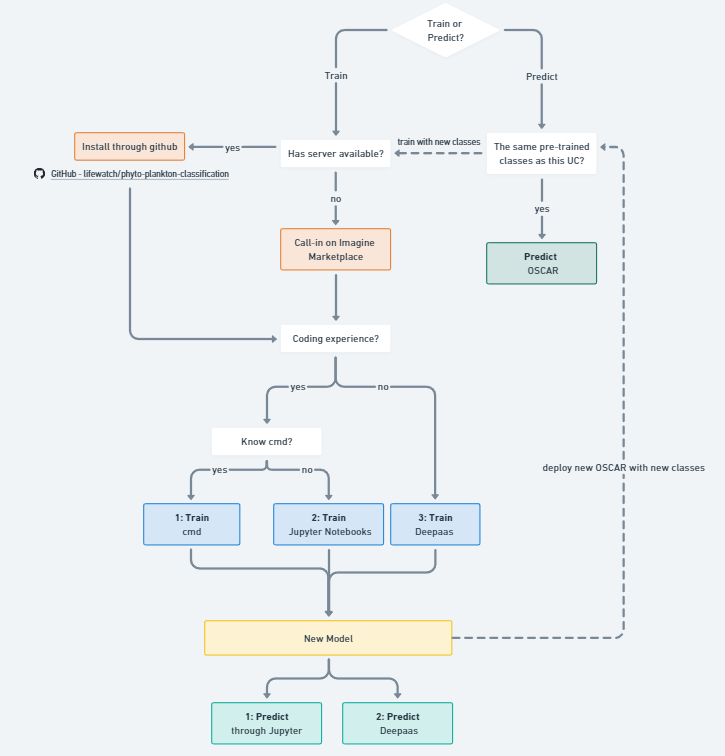 Train or
Predict?
Train
Predict
Install through github
yes
Has server available?
train with new classes
The same pre-trained
classes as this UC?
GitHub - lifewatch/phyto-plankton-classification
no
yes
Call-in on Imagine
Marketplace
Predict
OSCAR
Coding experience?
yes
no
Know cmd?
yes
no
deploy new OSCAR with new classes
1: Train
cmd
2: Train
Jupyter Notebooks
3: Train
Deepaas
New Model
1: Predict
through Jupyter
2: Predict
Deepaas